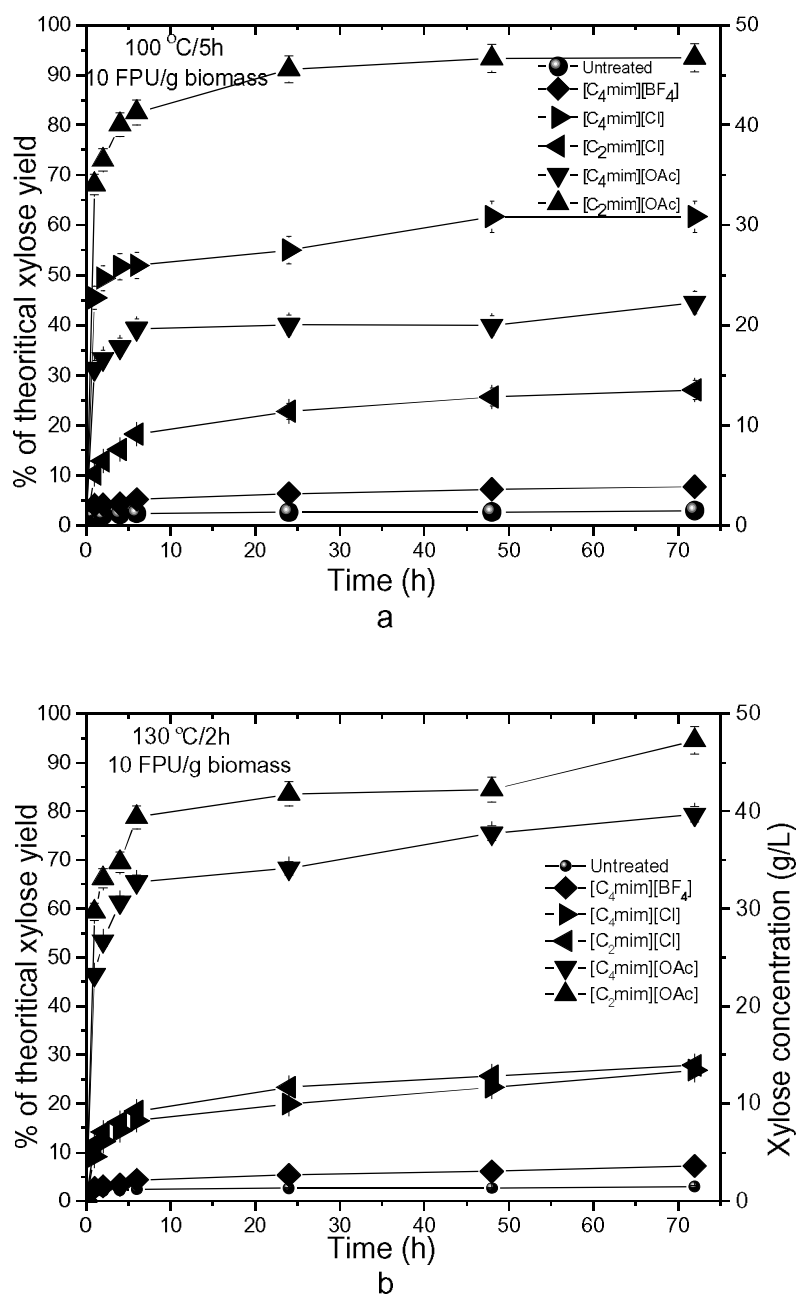 100 °C/5h
10 FPU/g biomass
Untreated
[C4mim][BF4]
[C4mim][Cl]
[C2mim][Cl]
[C4mim][OAc]
[C2mim][OAc]
% of theoritical xylose yield
100
90
80
70
60
50
40
30
20
10
0
50
40
30
20
10
0
0 10 20 30 40 50 60 70
Time (h)
a
130 °C/2h
10 FPU/g biomass
Untreated
[C4mim][BF4]
[C4mim][Cl]
[C2mim][Cl]
[C4mim][OAc]
[C2mim][OAc]
% of theoritical xylose yield
100
90
80
70
60
50
40
30
20
10
0
50
40
30
20
10
0
Xylose concentration (g/L)
0 10 20 30 40 50 60 70
Time (h)
b